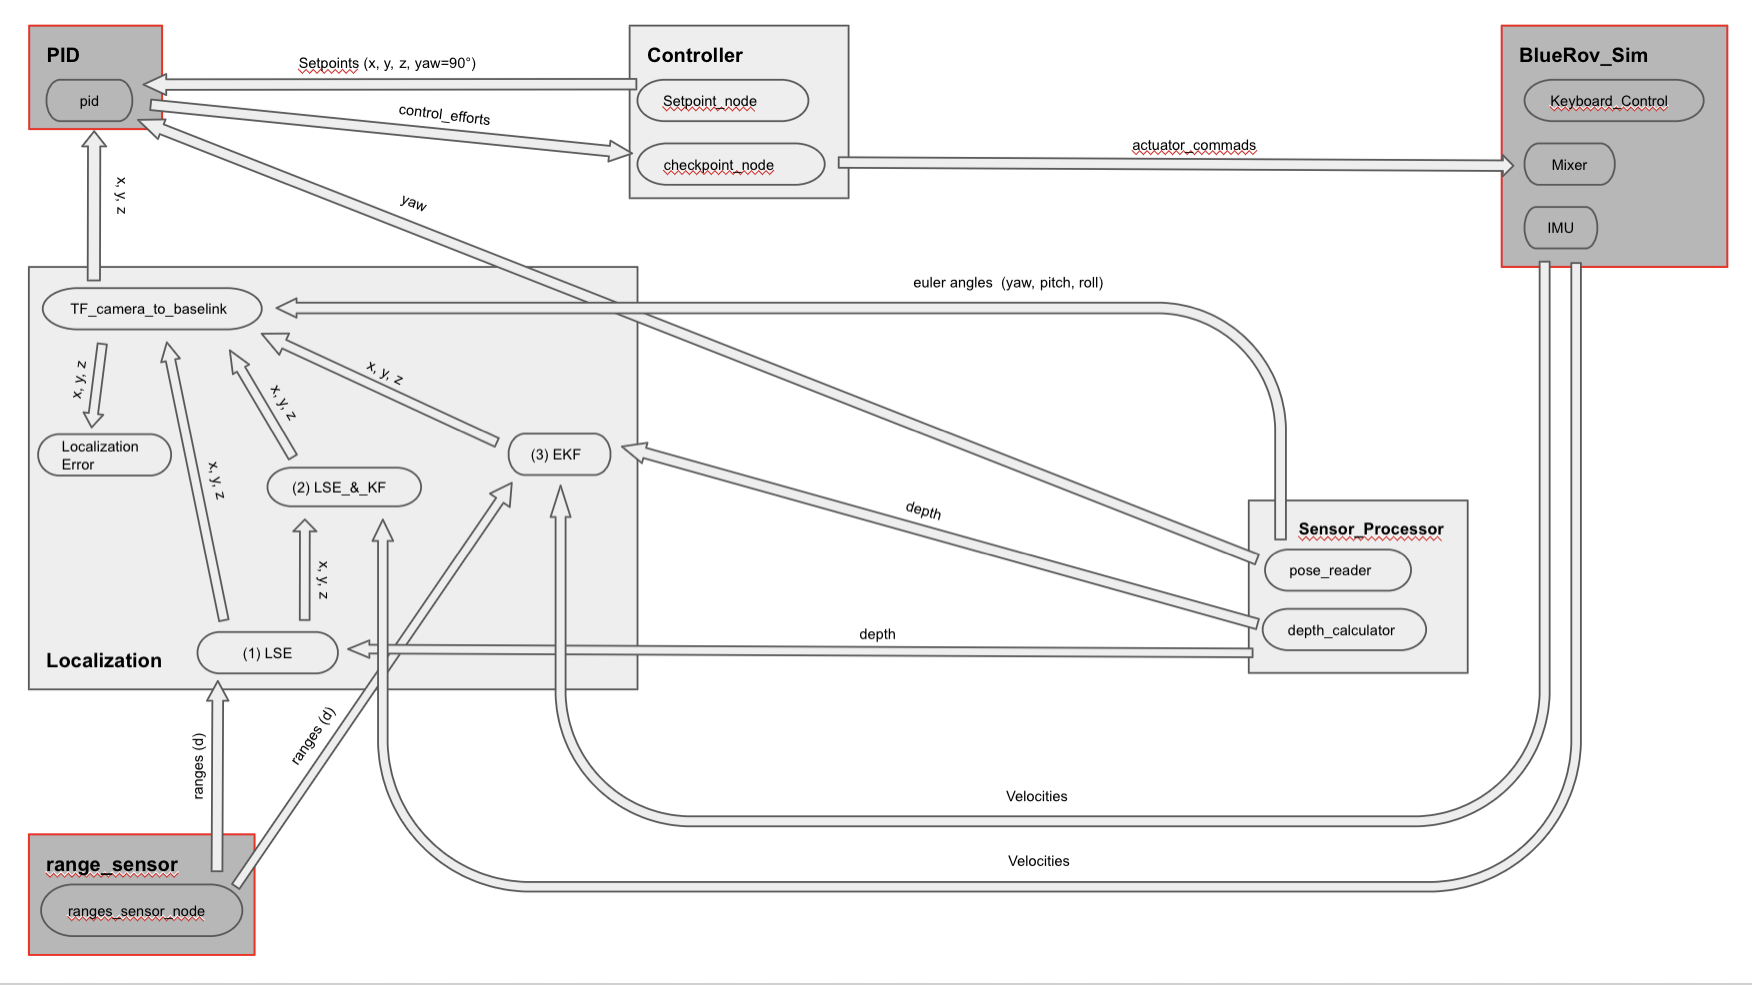 PID
pid
Setpoints (x, y, z, yaw=90°)
control_efforts
Controller
Setpoint_node
checkpoint_node
actuator_commads
BlueRov_Sim
Keyboard_Control
Mixer
IMU
x, y, z
yaw
euler angles  (yaw, pitch, roll)
TF_camera_to_baselink
x, y, z
x, y, z
x, y, z
x, y, z
Localization
Error
(3) EKF
(2) LSE_&_KF
depth
Sensor_Processor
pose_reader
depth_calculator
x, y, z
depth
(1) LSE
Localization
ranges (d)
ranges (d)
Velocities
Velocities
range_sensor
ranges_sensor_node